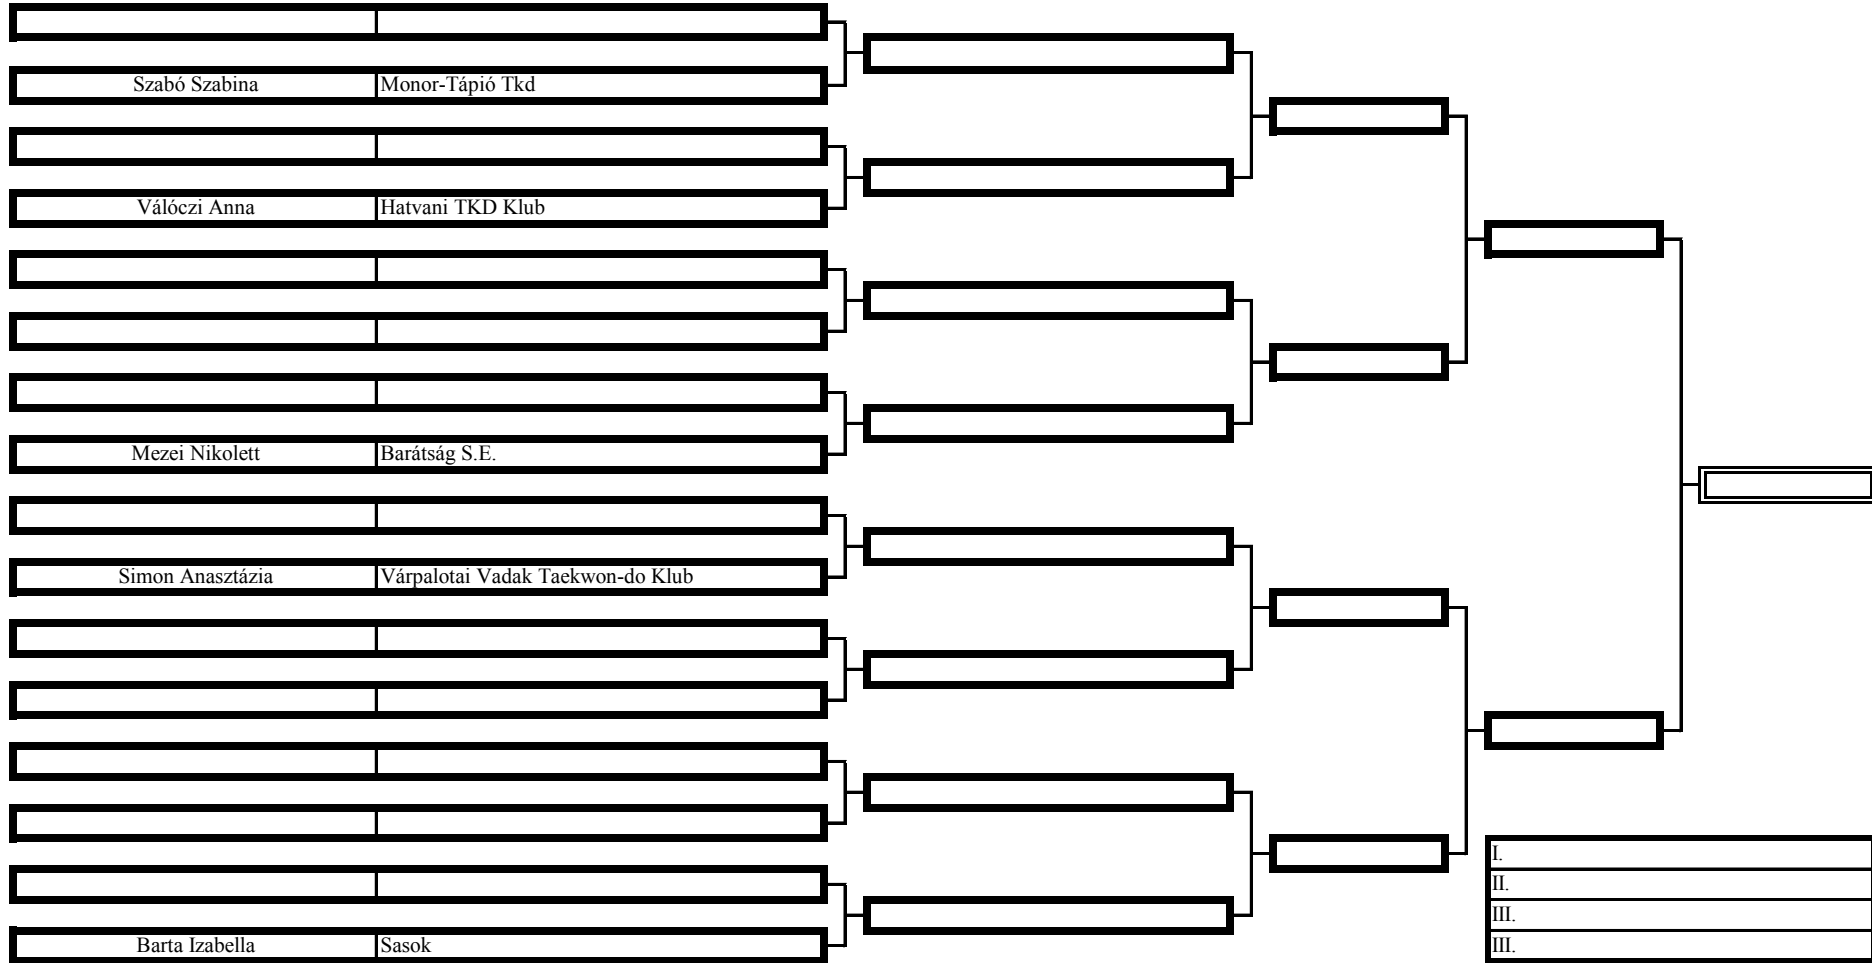 Szabó Szabina Monor-Tápió Tkd
Válóczi Anna Hatvani TKD Klub
Mezei Nikolett Barátság S.E.
Simon Anasztázia Várpalotai Vadak Taekwon-do Klub
Barta Izabella Sasok
I.
II.
III.
III.